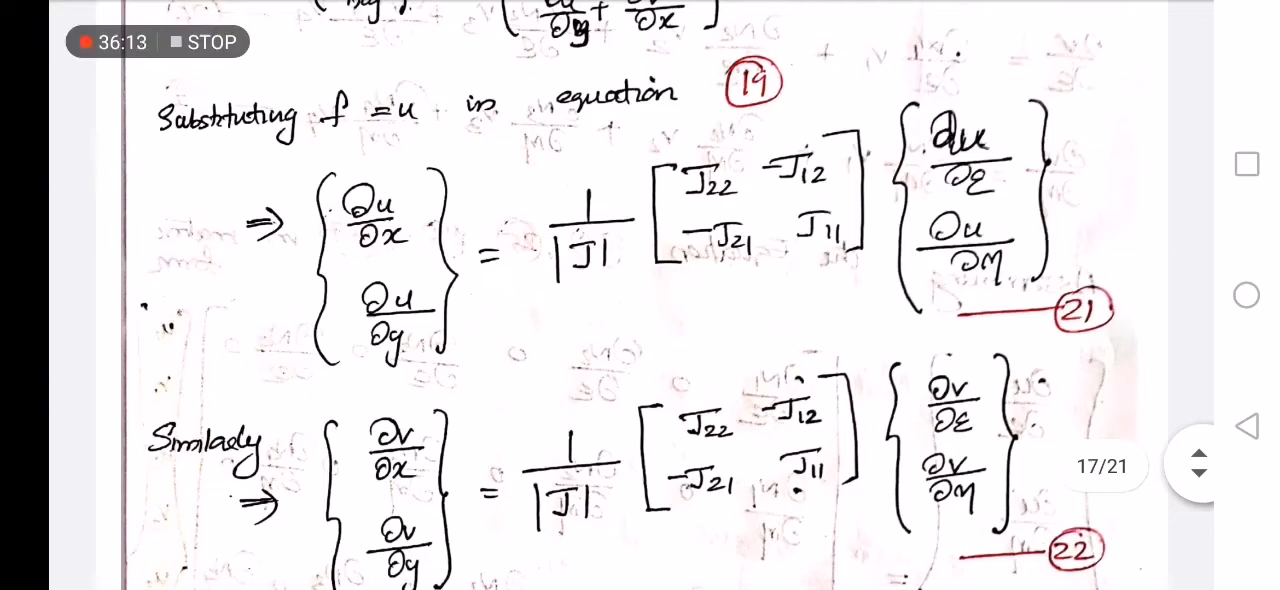 ∂u/∂y + ∂v/∂x
36:13 STOP
Substituting f = u in equation 19
⇒ { ∂u/∂x ∂u/∂y } = 1/|J| [ J22 -J12 -J21 J11 ] { ∂u/∂ξ ∂u/∂η }
21
Similarly
⇒ { ∂v/∂x ∂v/∂y } = 1/|J| [ J22 -J12 -J21 J11 ] { ∂v/∂ε ∂v/∂η }
17/21
22